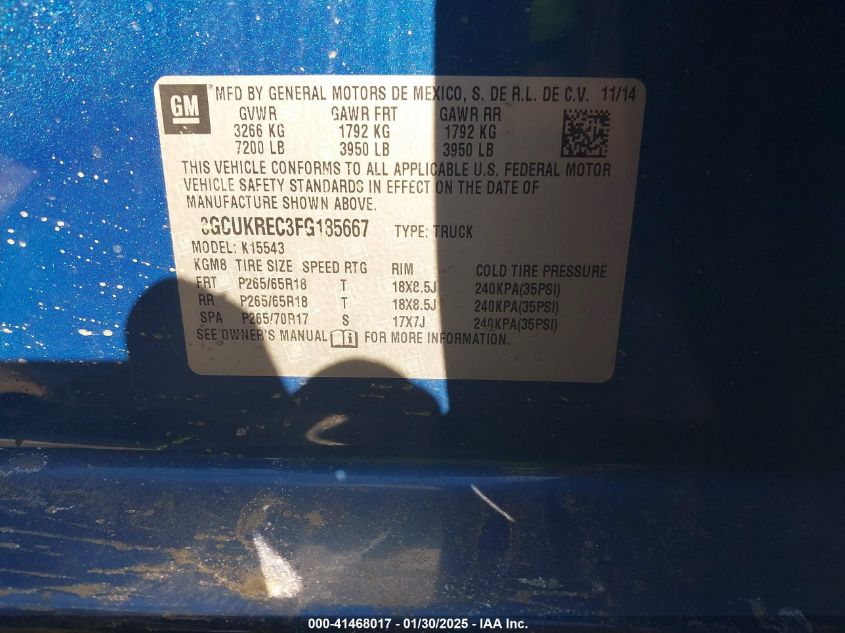 GM
MFD BY GENERAL MOTORS DE MEXICO, S. DE R.L. DE C.V. 11/14
GVWR GAWR FRT GAWR RR
3266 KG 1792 KG 1792 KG
7200 LB 3950 LB 3950 LB
THIS VEHICLE CONFORMS TO ALL APPLICABLE U.S. FEDERAL MOTOR
VEHICLE SAFETY STANDARDS IN EFFECT ON THE DATE OF
MANUFACTURE SHOWN ABOVE.
3GCUKREC3FG185667 TYPE: TRUCK
MODEL: K15543
KGM8 TIRE SIZE SPEED RTG RIM COLD TIRE PRESSURE
FRT P265/65R18 T 18X8.5J 240KPA(35PSI)
RR P265/65R18 T 18X8.5J 240KPA(35PSI)
SPA P265/70R17 S 17X7J 240KPA(35PSI)
SEE OWNER'S MANUAL FOR MORE INFORMATION.
000-41468017 - 01/30/2025 - IAA Inc.